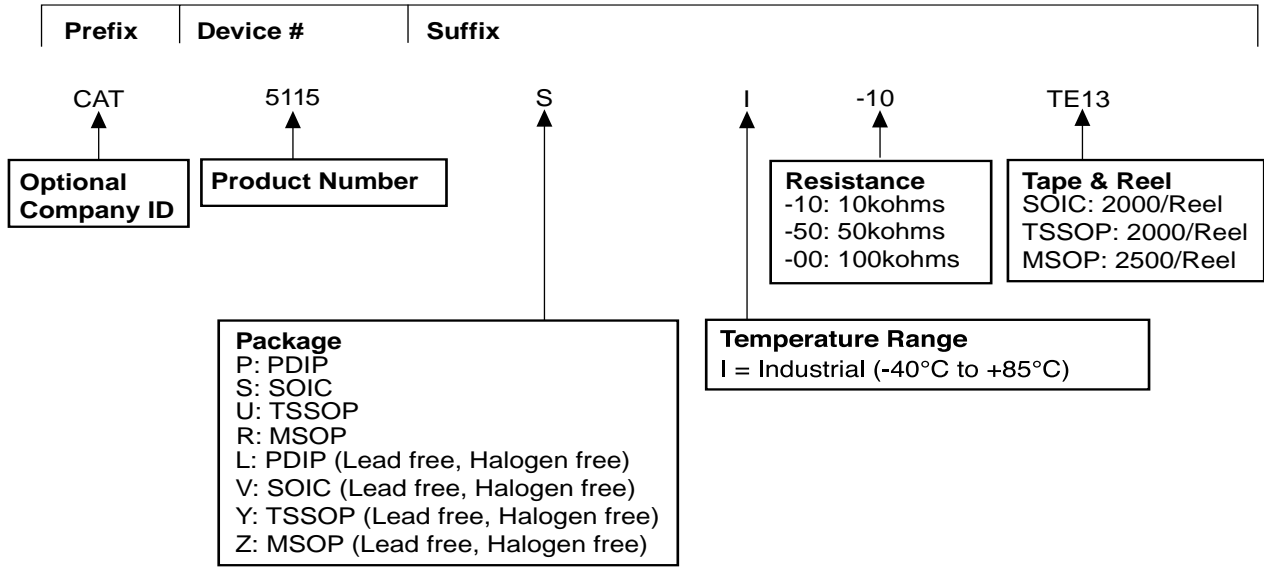 Prefix Device # Suffix
CAT 5115 S I -10 TE13
Optional
Company ID
Product Number
Resistance
-10: 10kohms
-50: 50kohms
-00: 100kohms
Tape & Reel
SOIC: 2000/Reel
TSSOP: 2000/Reel
MSOP: 2500/Reel
Package
P: PDIP
S: SOIC
U: TSSOP
R: MSOP
L: PDIP (Lead free, Halogen free)
V: SOIC (Lead free, Halogen free)
Y: TSSOP (Lead free, Halogen free)
Z: MSOP (Lead free, Halogen free)
Temperature Range
I = Industrial (-40°C to +85°C)